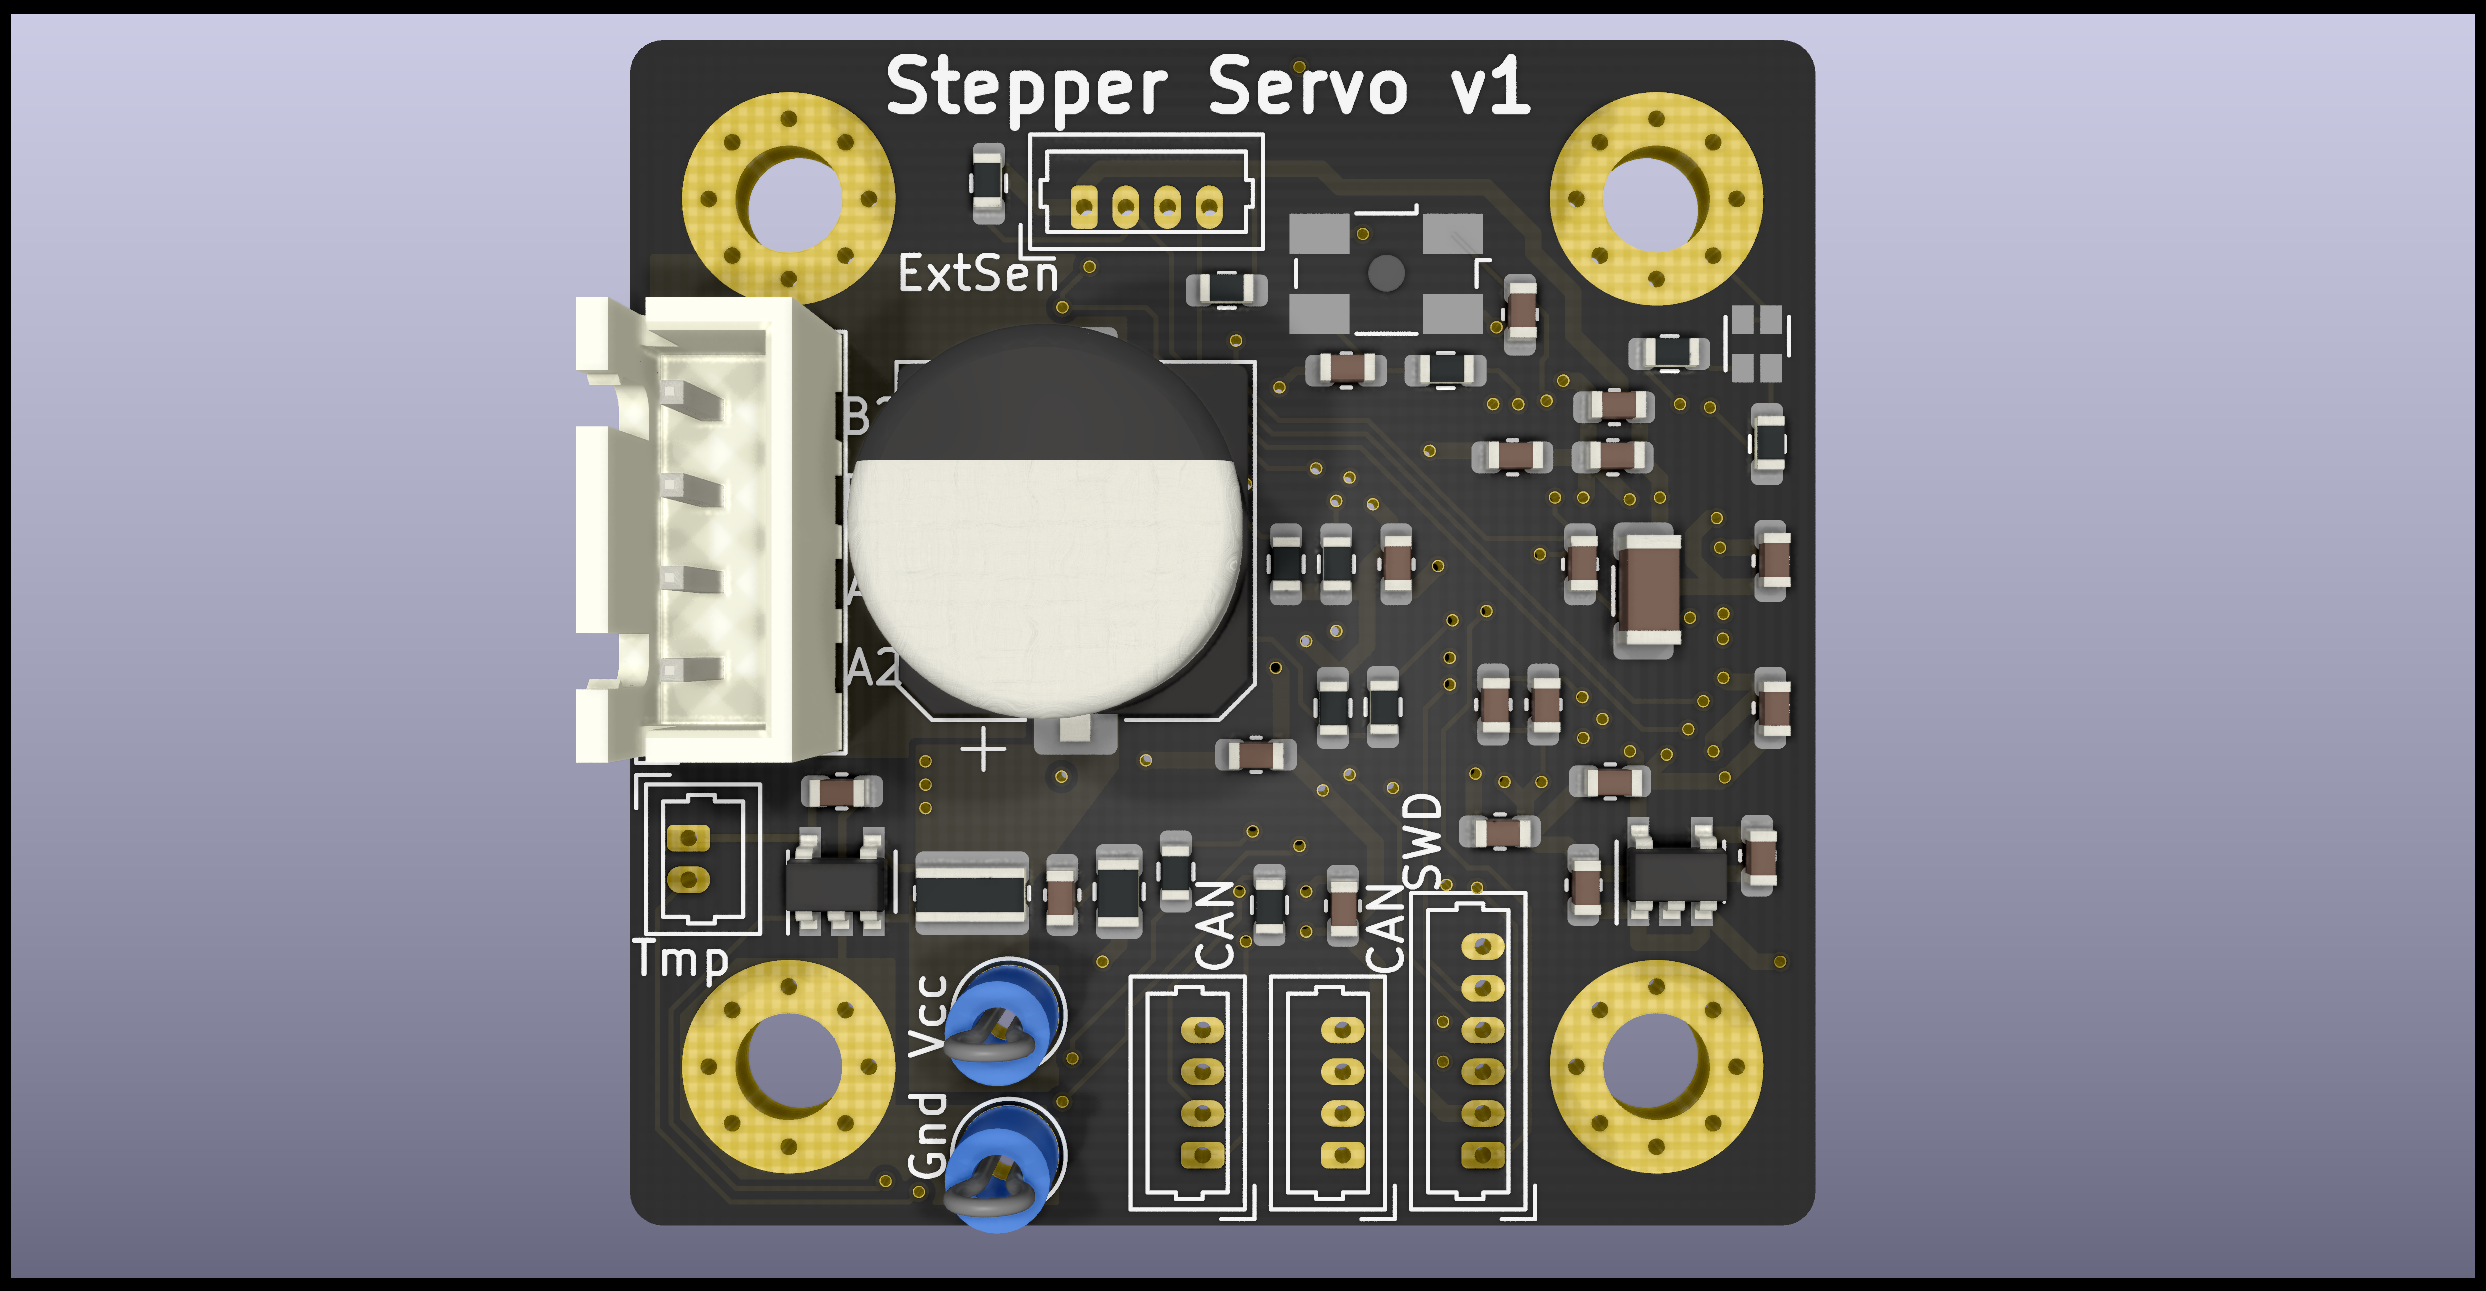 Stepper Servo v1
ExtSen
A2
+
SWD
CAN
CAN
Tmp
Vcc
Gnd